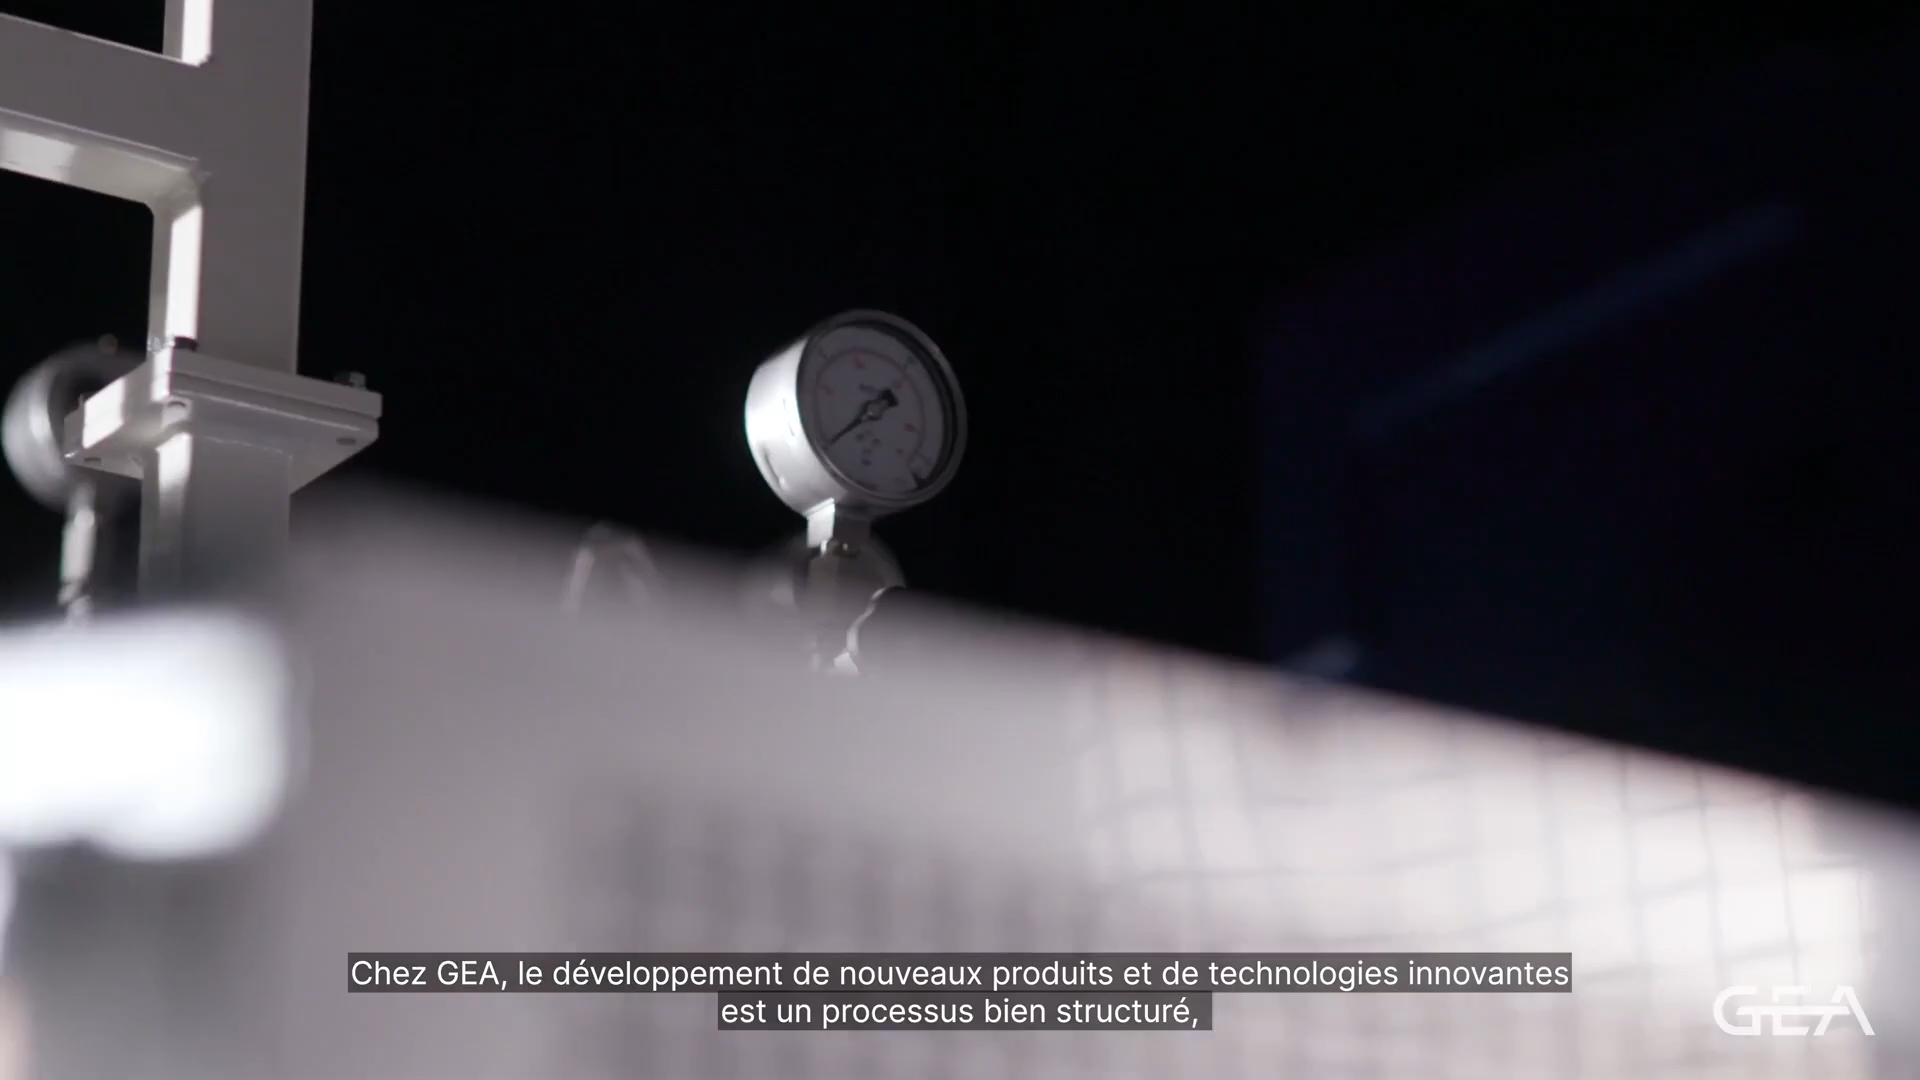 Chez GEA, le développement de nouveaux produits et de technologies innovantes
est un processus bien structuré,
GEA